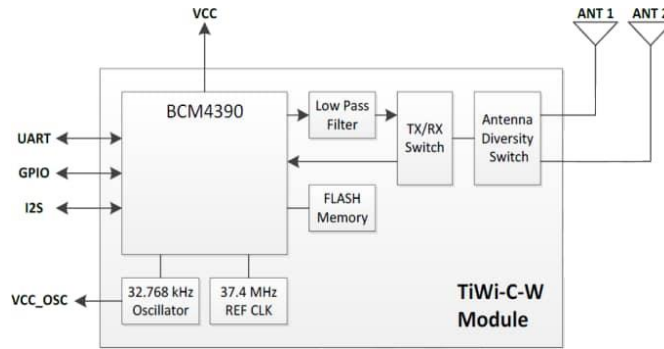 VCC
ANT 1
ANT 2
BCM4390
Low Pass
Filter
TX/RX
Switch
Antenna
Diversity
Switch
UART
GPIO
I2S
FLASH
Memory
VCC_OSC
32.768 kHz
Oscillator
37.4 MHz
REF CLK
TiWi-C-W
Module